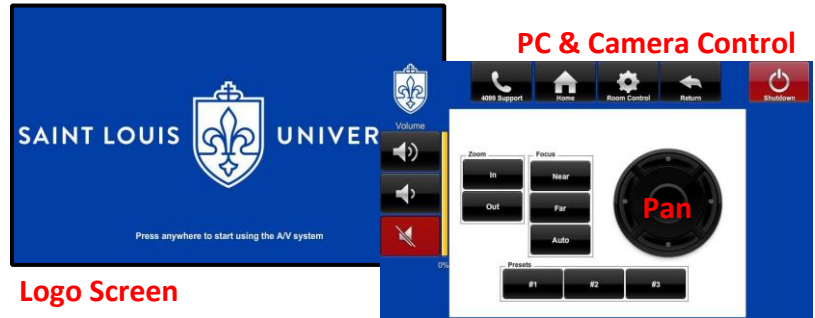 PC & Camera Control
SAINT LOUIS UNIVER
Press anywhere to start using the A/V system
Logo Screen
4099 Support Home Room Control Return Shutdown
Volume
0%
Zoom
In
Out
Focus
Near
Far
Auto
Pan
Presets
#1 #2 #3